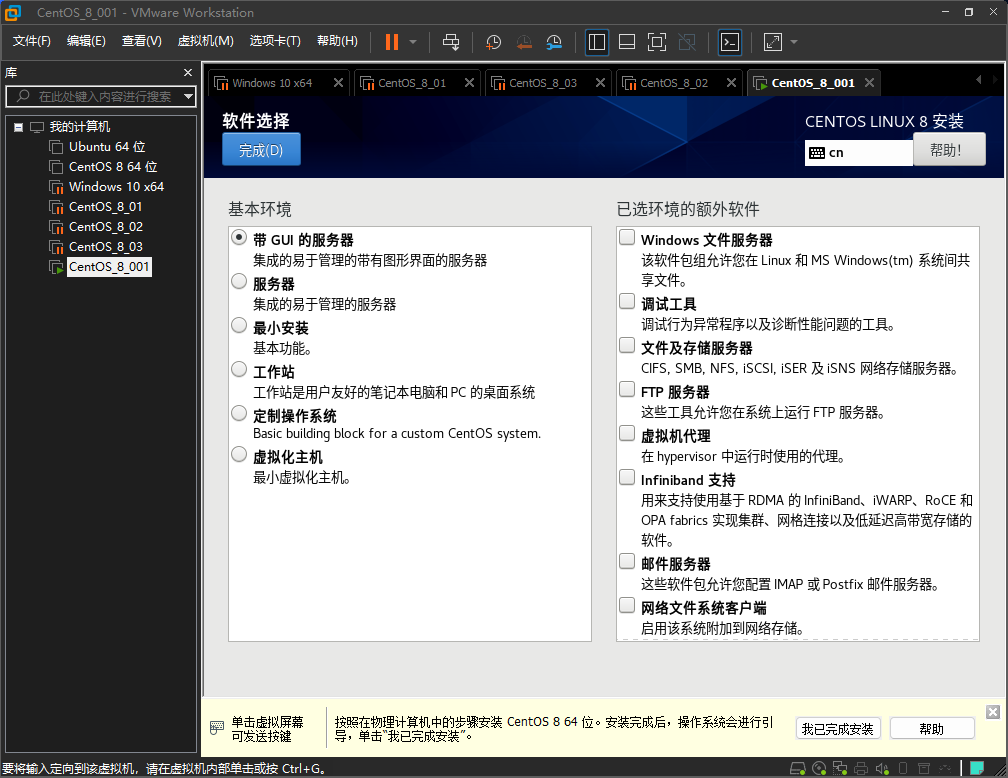 CentOS_8_001 - VMware Workstation
文件(F) 编辑(E) 查看(V) 虚拟机(M) 选项卡(T) 帮助(H)
库
在此处键入内容进行搜索
我的计算机
Ubuntu 64 位
CentOS 8 64 位
Windows 10 x64
CentOS_8_01
CentOS_8_02
CentOS_8_03
CentOS_8_001
Windows 10 x64 CentOS_8_01 CentOS_8_03 CentOS_8_02 CentOS_8_001
软件选择
完成(D)
CENTOS LINUX 8 安装
cn
帮助!
基本环境
带 GUI 的服务器
集成的易于管理的带有图形界面的服务器
服务器
集成的易于管理的服务器
最小安装
基本功能。
工作站
工作站是用户友好的笔记本电脑和 PC 的桌面系统
定制操作系统
Basic building block for a custom CentOS system.
虚拟化主机
最小虚拟化主机。
已选环境的额外软件
Windows 文件服务器
该软件包组允许您在 Linux 和 MS Windows(tm) 系统间共
享文件。
调试工具
调试行为异常程序以及诊断性能问题的工具。
文件及存储服务器
CIFS, SMB, NFS, iSCSI, iSER 及 iSNS 网络存储服务器。
FTP 服务器
这些工具允许您在系统上运行 FTP 服务器。
虚拟机代理
在 hypervisor 中运行时使用的代理。
Infiniband 支持
用来支持使用基于 RDMA 的 InfiniBand、iWARP、RoCE 和
OPA fabrics 实现集群、网格连接以及低延迟高带宽存储的
软件。
邮件服务器
这些软件包允许您配置 IMAP 或 Postfix 邮件服务器。
网络文件系统客户端
启用该系统附加到网络存储。
单击虚拟屏幕
可发送按键
按照在物理计算机中的步骤安装 CentOS 8 64 位。安装完成后，操作系统会进行引
导，单击“我已完成安装”。
我已完成安装
帮助
要将输入定向到该虚拟机，请在虚拟机内部单击或按 Ctrl+G。